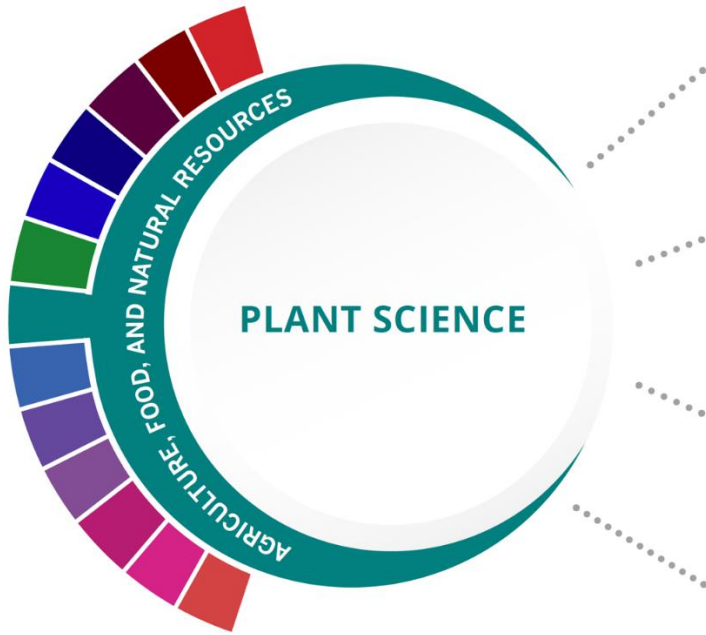 AGRICULTURE, FOOD, AND NATURAL RESOURCES
PLANT SCIENCE